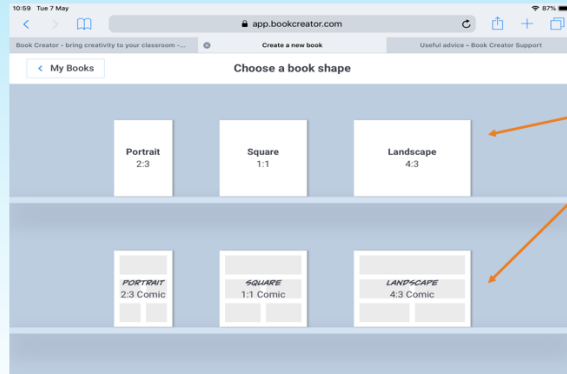 10:59 Tue 7 May
87%
app.bookcreator.com
Book Creator - bring creativity to your classroom -...
Create a new book
Useful advice - Book Creator Support
My Books
Choose a book shape
Portrait
2:3
Square
1:1
Landscape
4:3
PORTRAIT
2:3 Comic
SQUARE
1:1 Comic
LANDSCAPE
4:3 Comic